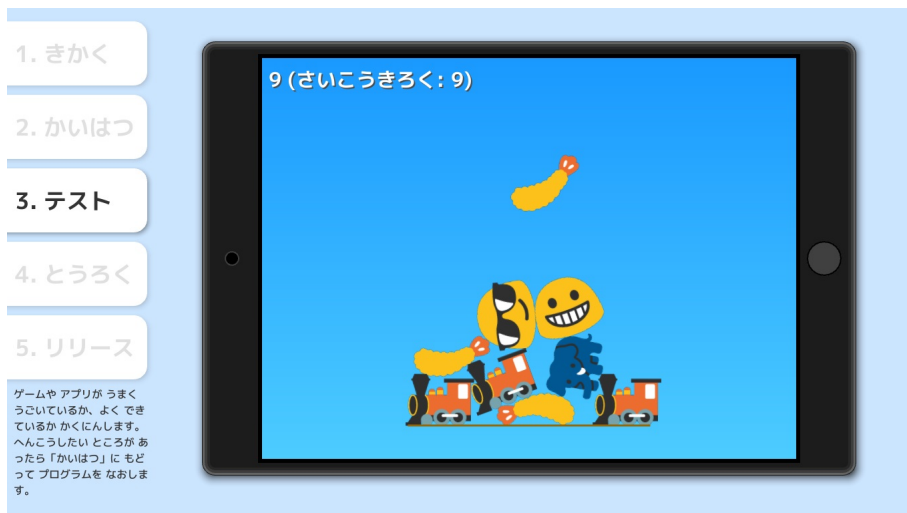 1. きかく
2. かいはつ
3. テスト
4. とうろく
5. リリース
ゲームや アプリが うまく
うごいているか、よく でき
ているか かくにんします。
へんこうしたい ところが あ
ったら「かいはつ」に もど
って プログラムを なおしま
す。
9 (さいこうきろく: 9)